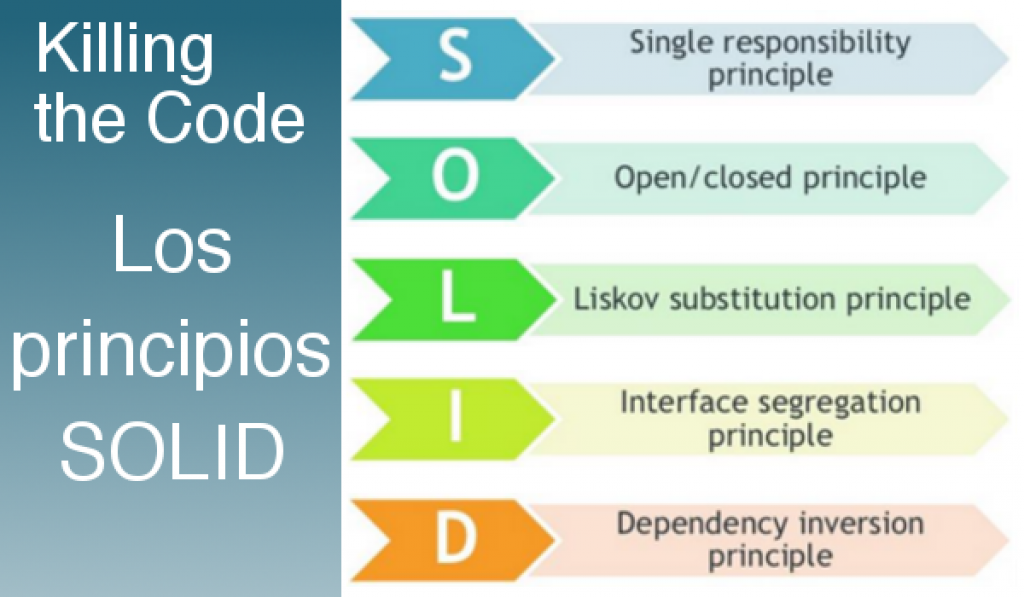 Killing
the Code
Los
principios
SOLID
S
Single responsibility
principle
O
Open/closed principle
L
Liskov substitution principle
I
Interface segregation
principle
D
Dependency inversion
principle